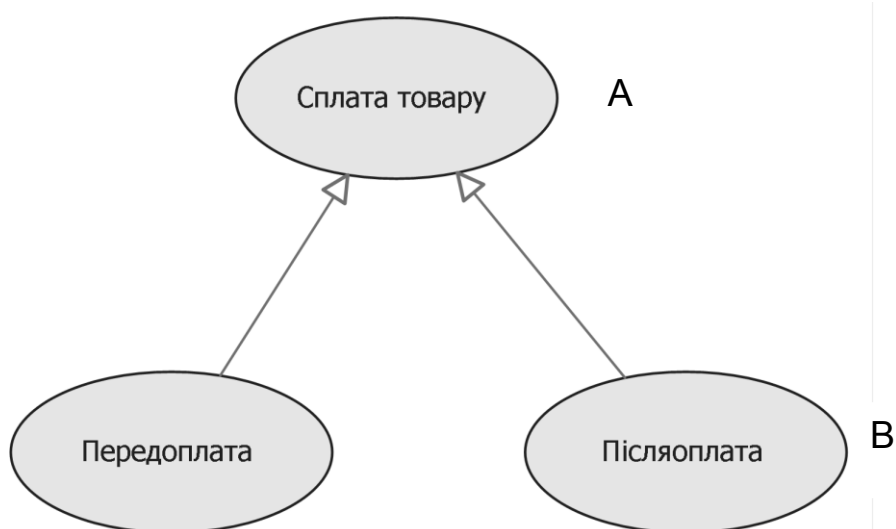 Сплата товару
A
Передоплата
Післяоплата
B